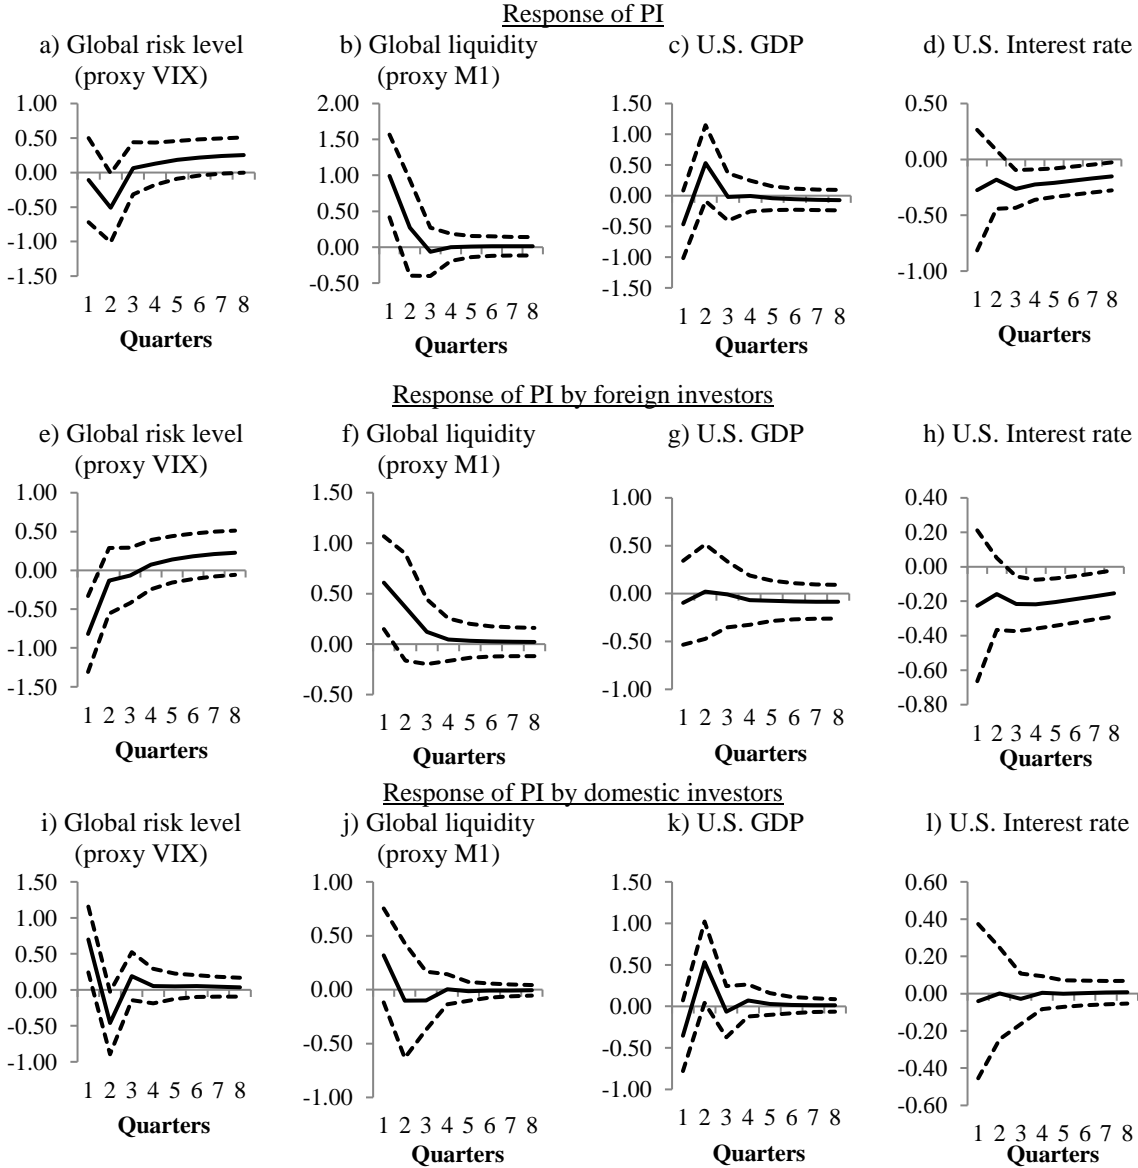 Response of PI
a) Global risk level
(proxy VIX)
b) Global liquidity
(proxy M1)
c) U.S. GDP
d) U.S. Interest rate
1.00
0.50
0.00
-0.50
-1.00
-1.50
1 2 3 4 5 6 7 8
Quarters
2.00
1.50
1.00
0.50
0.00
-0.50
1 2 3 4 5 6 7 8
Quarters
1.50
1.00
0.50
0.00
-0.50
-1.00
-1.50
1 2 3 4 5 6 7 8
Quarters
0.50
0.00
-0.50
-1.00
1 2 3 4 5 6 7 8
Quarters
Response of PI by foreign investors
e) Global risk level
(proxy VIX)
f) Global liquidity
(proxy M1)
g) U.S. GDP
h) U.S. Interest rate
1.00
0.50
0.00
-0.50
-1.00
-1.50
1 2 3 4 5 6 7 8
Quarters
1.50
1.00
0.50
0.00
-0.50
1 2 3 4 5 6 7 8
Quarters
1.00
0.50
0.00
-0.50
-1.00
1 2 3 4 5 6 7 8
Quarters
0.40
0.20
0.00
-0.20
-0.40
-0.60
-0.80
1 2 3 4 5 6 7 8
Quarters
Response of PI by domestic investors
i) Global risk level
(proxy VIX)
j) Global liquidity
(proxy M1)
k) U.S. GDP
l) U.S. Interest rate
1.50
1.00
0.50
0.00
-0.50
-1.00
1 2 3 4 5 6 7 8
Quarters
1.00
0.50
0.00
-0.50
-1.00
1 2 3 4 5 6 7 8
Quarters
1.50
1.00
0.50
0.00
-0.50
-1.00
1 2 3 4 5 6 7 8
Quarters
0.60
0.40
0.20
0.00
-0.20
-0.40
-0.60
1 2 3 4 5 6 7 8
Quarters